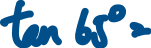 tan 65° =